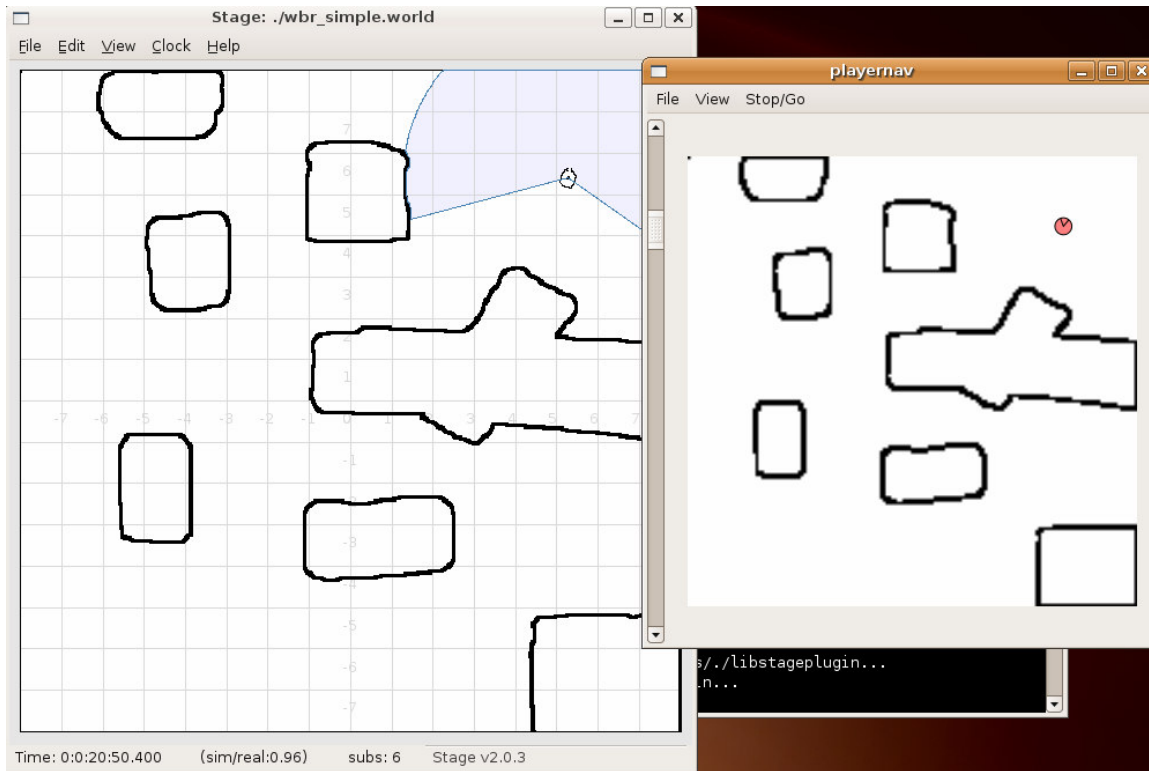 Stage: ./wbr_simple.world
File Edit View Clock Help
7
6
5
4
3
2
1
-7 -6 -5 -4 -3 -2 -1 0 1 2 3 4 5 6 7
-1
-3
-4
-5
-6
-7
Time: 0:0:20:50.400 (sim/real:0.96) subs: 6 Stage v2.0.3
playernav
File View Stop/Go
s/./libstageplugin...
in...